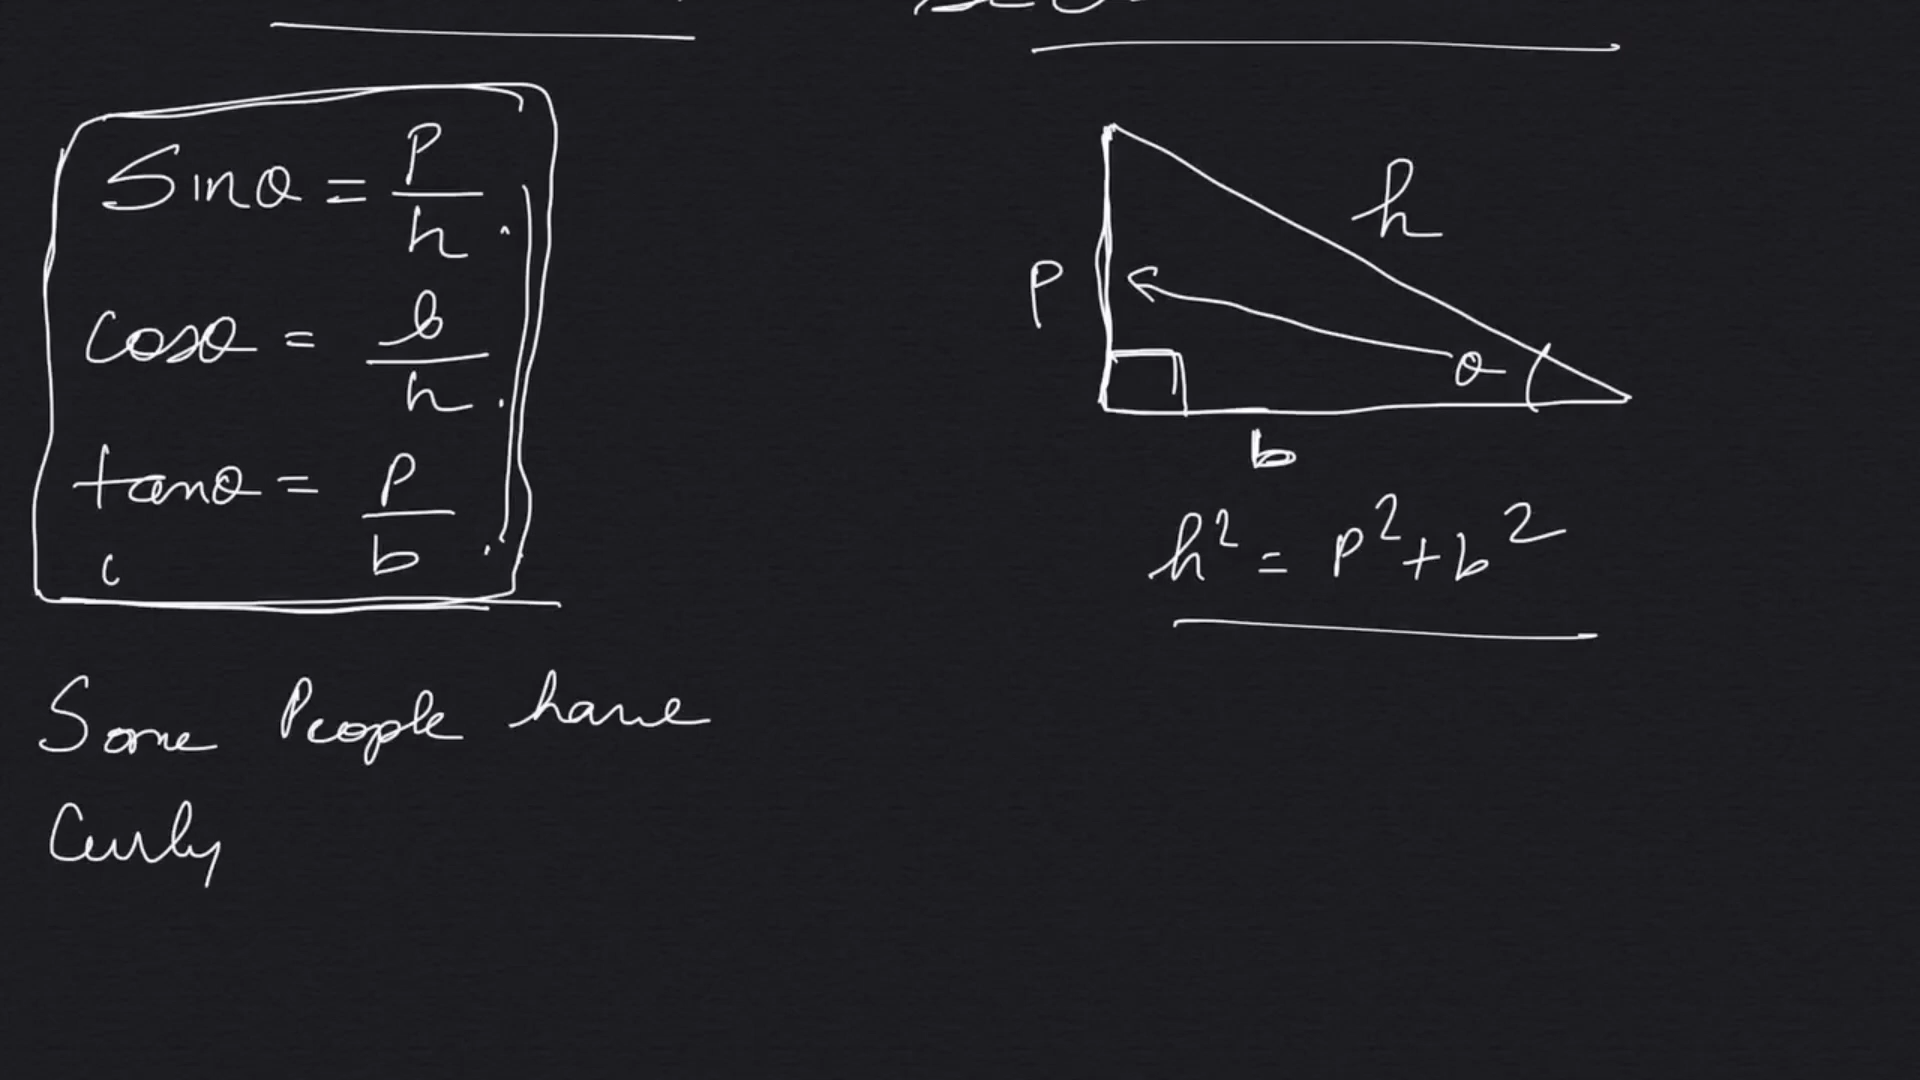 Sinθ = P/h
cosθ = b/h
tanθ = P/b
h
P
θ
b
h² = P² + b²
Some People have
Curly